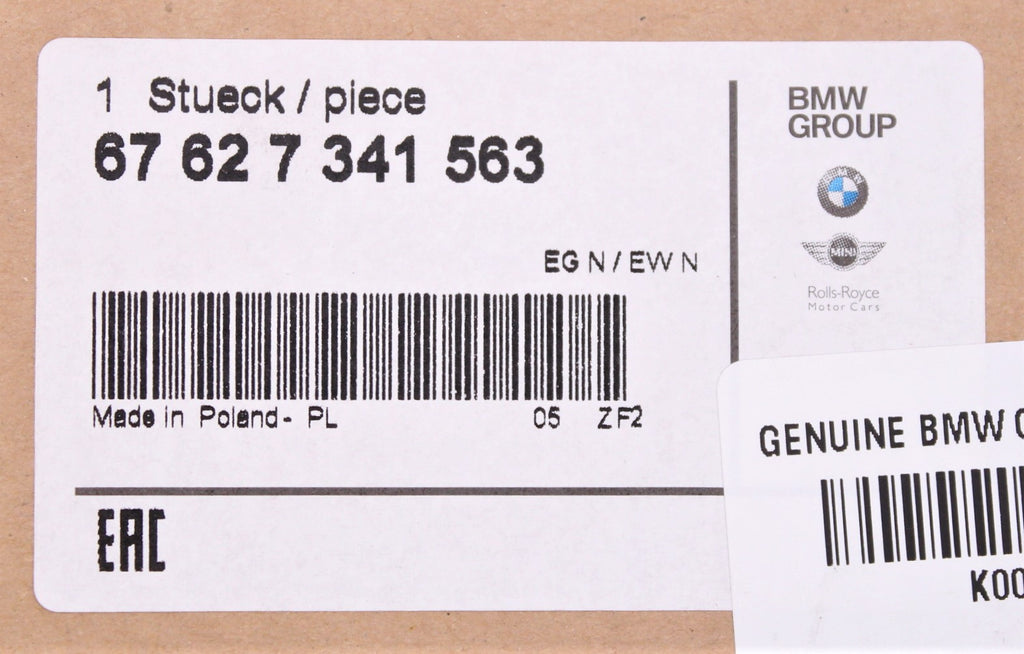 1 Stueck / piece
67 62 7 341 563
EG N / EW N
Made in Poland- PL 05 ZF2
EAC
BMW
GROUP
BMW
MINI
Rolls-Royce
Motor Cars
GENUINE BMW
K00